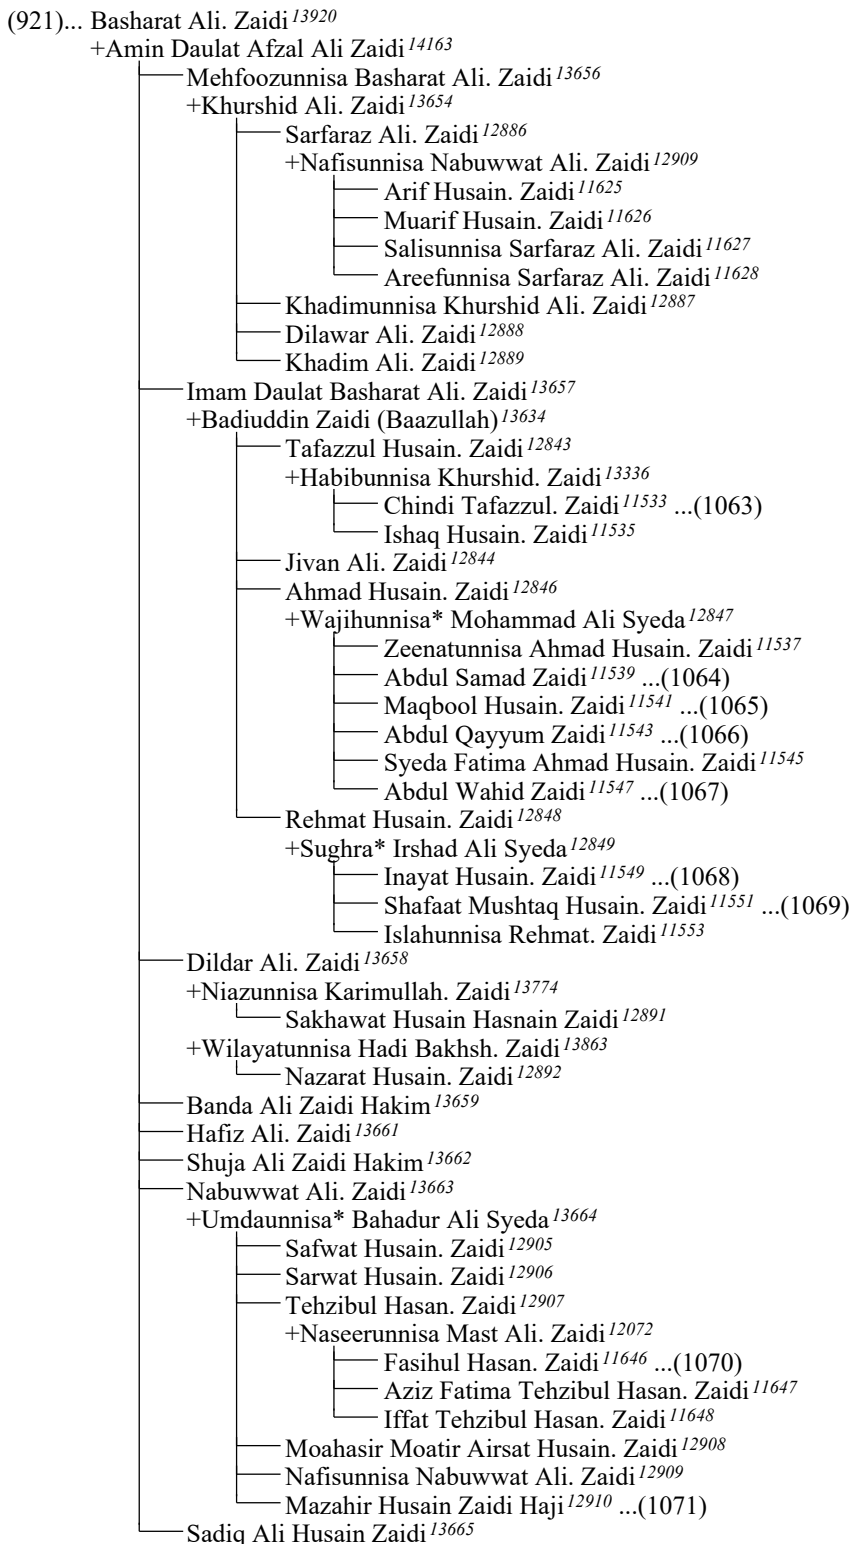 (921)... Basharat Ali. Zaidi 13920
+Amin Daulat Afzal Ali Zaidi 14163
Mehfoozunnisa Basharat Ali. Zaidi 13656
+Khurshid Ali. Zaidi 13654
Sarfaraz Ali. Zaidi 12886
+Nafisunnisa Nabuwwat Ali. Zaidi 12909
Arif Husain. Zaidi 11625
Muarif Husain. Zaidi 11626
Salisunnisa Sarfaraz Ali. Zaidi 11627
Areefunnisa Sarfaraz Ali. Zaidi 11628
Khadimunnisa Khurshid Ali. Zaidi 12887
Dilawar Ali. Zaidi 12888
Khadim Ali. Zaidi 12889
Imam Daulat Basharat Ali. Zaidi 13657
+Badiuddin Zaidi (Baazullah) 13634
Tafazzul Husain. Zaidi 12843
+Habibunnisa Khurshid. Zaidi 13336
Chindi Tafazzul. Zaidi 11533 ...(1063)
Ishaq Husain. Zaidi 11535
Jivan Ali. Zaidi 12844
Ahmad Husain. Zaidi 12846
+Wajihunnisa* Mohammad Ali Syeda 12847
Zeenatunnisa Ahmad Husain. Zaidi 11537
Abdul Samad Zaidi 11539 ...(1064)
Maqbool Husain. Zaidi 11541 ...(1065)
Abdul Qayyum Zaidi 11543 ...(1066)
Syeda Fatima Ahmad Husain. Zaidi 11545
Abdul Wahid Zaidi 11547 ...(1067)
Rehmat Husain. Zaidi 12848
+Sughra* Irshad Ali Syeda 12849
Inayat Husain. Zaidi 11549 ...(1068)
Shafaat Mushtaq Husain. Zaidi 11551 ...(1069)
Islahunnisa Rehmat. Zaidi 11553
Dildar Ali. Zaidi 13658
+Niazunnisa Karimullah. Zaidi 13774
Sakhawat Husain Hasnain Zaidi 12891
+Wilayatunnisa Hadi Bakhsh. Zaidi 13863
Nazarat Husain. Zaidi 12892
Banda Ali Zaidi Hakim 13659
Hafiz Ali. Zaidi 13661
Shuja Ali Zaidi Hakim 13662
Nabuwwat Ali. Zaidi 13663
+Umdaunnisa* Bahadur Ali Syeda 13664
Safwat Husain. Zaidi 12905
Sarwat Husain. Zaidi 12906
Tehzibul Hasan. Zaidi 12907
+Naseerunnisa Mast Ali. Zaidi 12072
Fasihul Hasan. Zaidi 11646 ...(1070)
Aziz Fatima Tehzibul Hasan. Zaidi 11647
Iffat Tehzibul Hasan. Zaidi 11648
Moahasir Moatir Airsat Husain. Zaidi 12908
Nafisunnisa Nabuwwat Ali. Zaidi 12909
Mazahir Husain Zaidi Haji 12910 ...(1071)
Sadiq Ali Husain Zaidi 13665